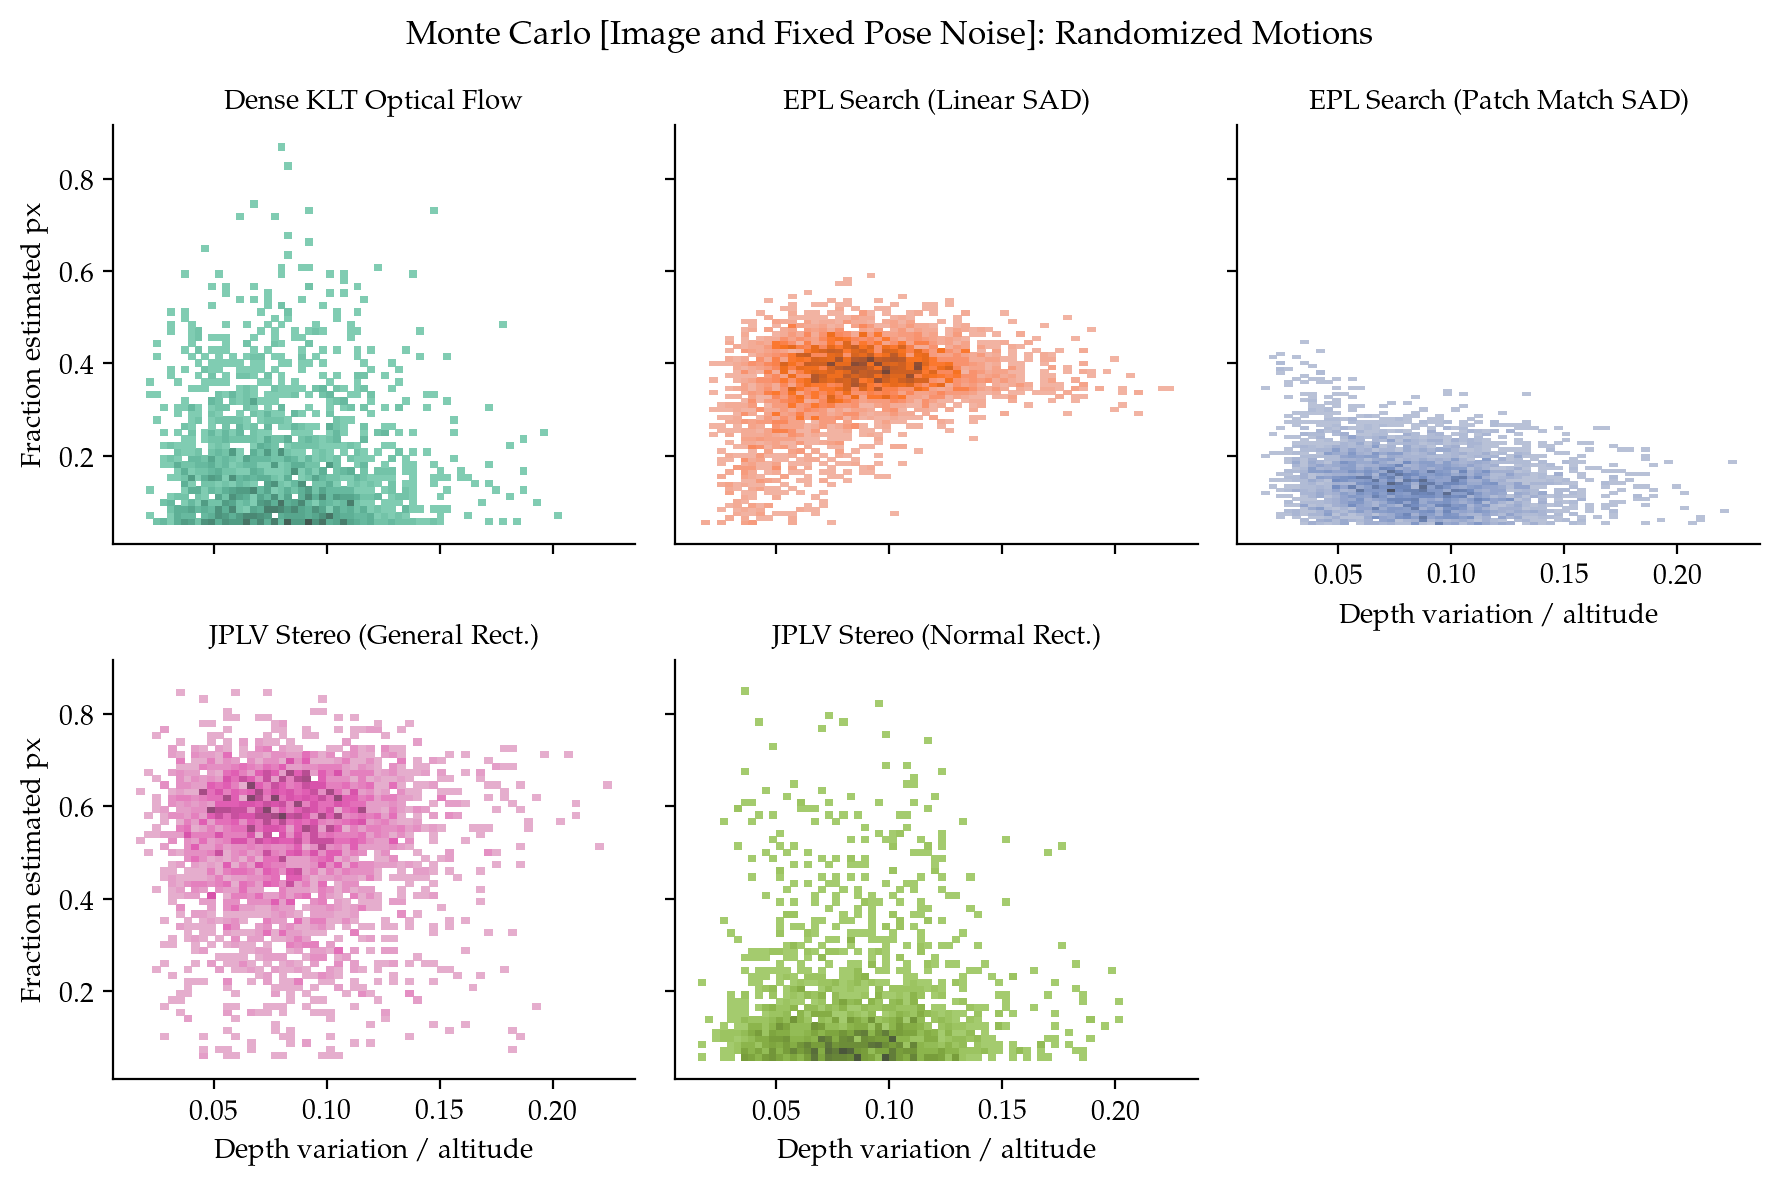 Monte Carlo [Image and Fixed Pose Noise]: Randomized Motions
Dense KLT Optical Flow
EPL Search (Linear SAD)
EPL Search (Patch Match SAD)
Fraction estimated px
0.8
0.6
0.4
0.2
0.05 0.10 0.15 0.20
Depth variation / altitude
JPLV Stereo (General Rect.)
JPLV Stereo (Normal Rect.)
Fraction estimated px
0.8
0.6
0.4
0.2
0.05 0.10 0.15 0.20
Depth variation / altitude
0.05 0.10 0.15 0.20
Depth variation / altitude